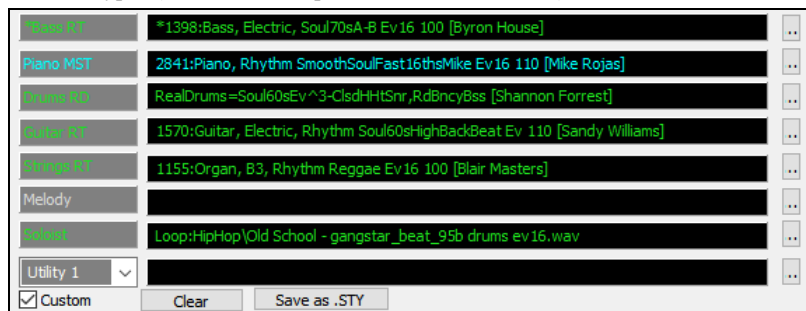 *Bass RT *1398:Bass, Electric, Soul70sA-B Ev16 100 [Byron House] ..
Piano MST 2841:Piano, Rhythm SmoothSoulFast16thsMike Ev16 110 [Mike Rojas] ..
Drums RD RealDrums=Soul60sEv^3-ClsdHHtSnr,RdBncyBss [Shannon Forrest] ..
Guitar RT 1570:Guitar, Electric, Rhythm Soul60sHighBackBeat Ev 110 [Sandy Williams] ..
Strings RT 1155:Organ, B3, Rhythm Reggae Ev16 100 [Blair Masters] ..
Melody ..
Soloist Loop:HipHop\Old School - gangstar_beat_95b drums ev16.wav ..
Utility 1 ..
Custom Clear Save as .STY